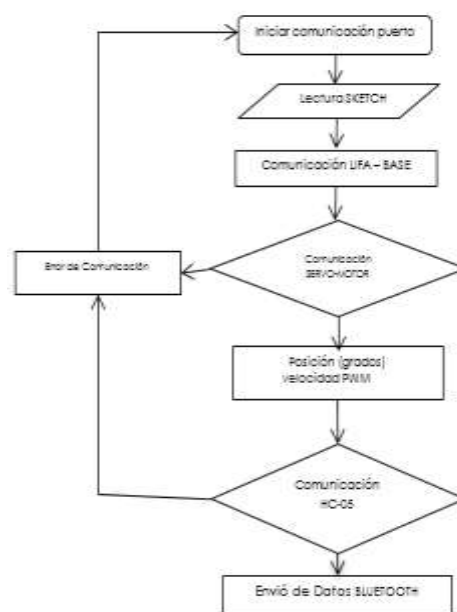 Iniciar comunicación puerto
Lectura SKETCH
Comunicación LIFA – BASE
Comunicación
SERVOMOTOR
Error de Comunicación
Posición (grados)
velocidad PWM
Comunicación
HC-05
Envió de Datos BLUETOOTH